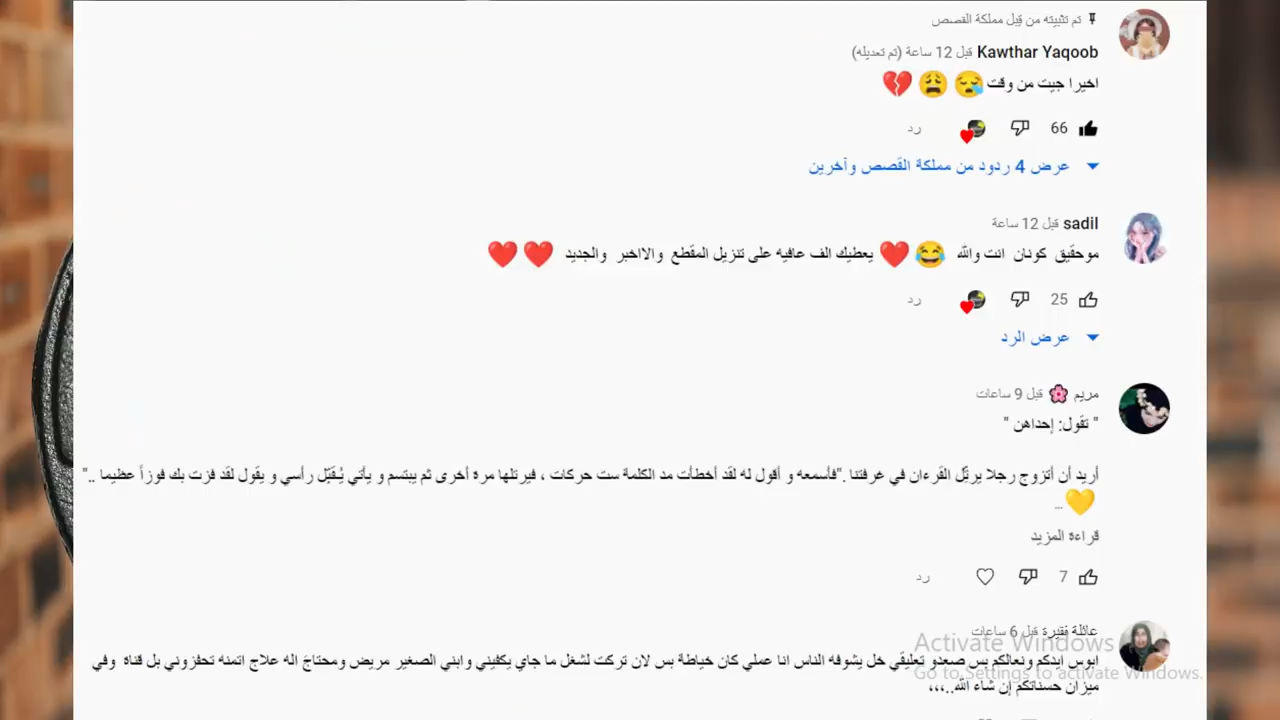 تم تثبيته من قِبل مملكة القصص
Kawthar Yaqoob قبل 12 ساعة (تم تعديله)
اخيرا جيت من وقت 😪 😩 💔
66 رد
عرض 4 ردود من مملكة القصص وآخرين
sadil قبل 12 ساعة
موحقيق كونان انت والله 😂 ❤️ يعطيك الف عافيه على تنزيل المقطع والااخبر والجديد ❤️ ❤️
25 رد
عرض الرد
مريم 🌸 قبل 9 ساعات
" تقول: إحداهن "
أريد أن أتزوج رجلا يرتّل القرءان في غرفتنا ."فأسمعه و أقول له لقد أخطأت مد الكلمة ست حركات ، فيرتلها مرة أخرى ثم يبتسم و يأتي يُقبّل رأسي و يقول لقد فزت بك فوزاً عظيما .."
💛 ...
قراءة المزيد
7 رد
عائلة فقيرة قبل 6 ساعات
ابوس ايدكم ونعالكم بس صعدو تعليقي خل يشوفه الناس انا عملي كان خياطة بس لان تركت لشغل ما جاي يكفيني وابني الصغير مريض ومحتاج اله علاج اتمنه تحفزوني بل قناة وفي
ميزان حسناتكم إن شاء الله..،،،
Activate Windows
Go to Settings to activate Windows.